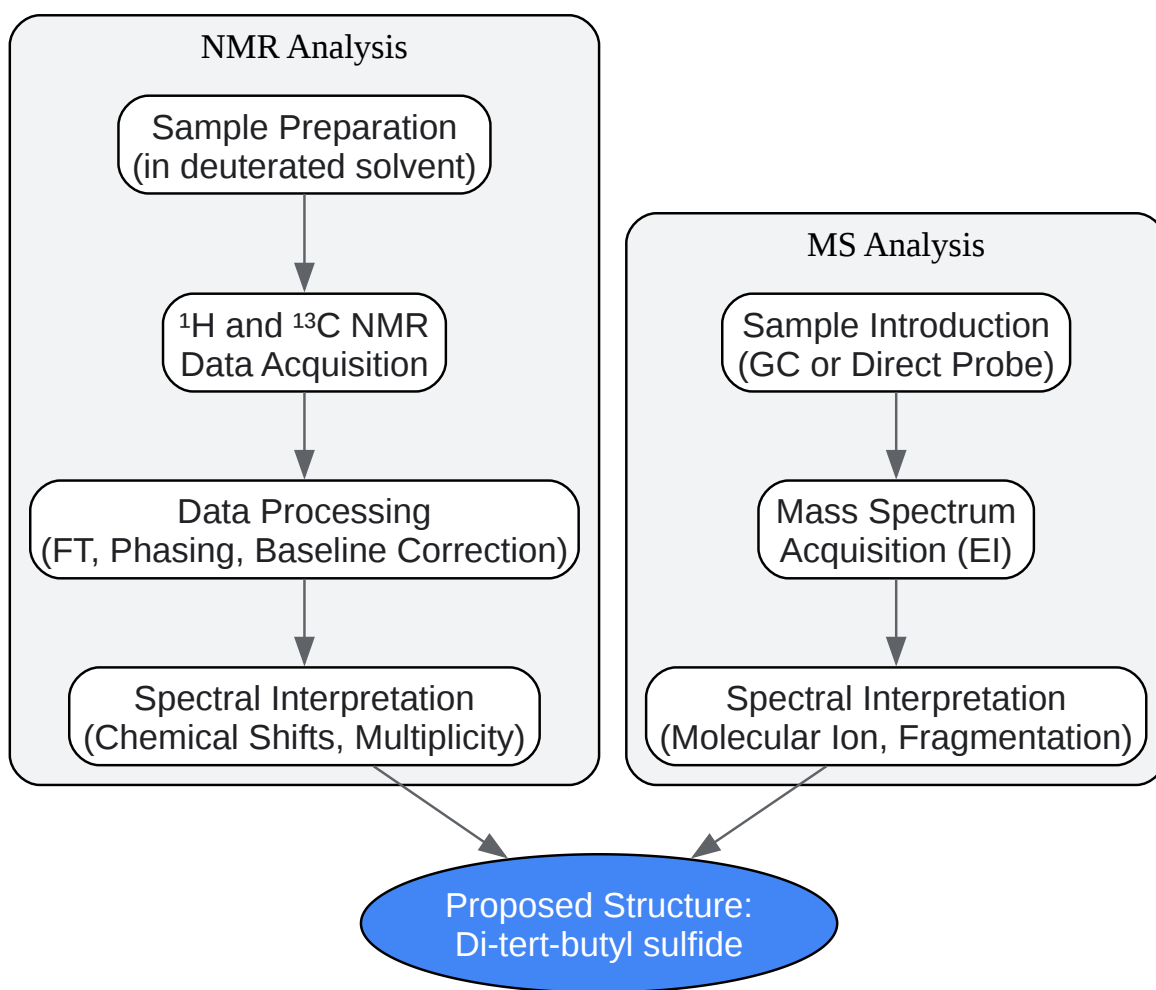 NMR Analysis
Sample Preparation
(in deuterated solvent)
¹H and ¹³C NMR
Data Acquisition
Data Processing
(FT, Phasing, Baseline Correction)
Spectral Interpretation
(Chemical Shifts, Multiplicity)
MS Analysis
Sample Introduction
(GC or Direct Probe)
Mass Spectrum
Acquisition (EI)
Spectral Interpretation
(Molecular Ion, Fragmentation)
Proposed Structure:
Di-tert-butyl sulfide